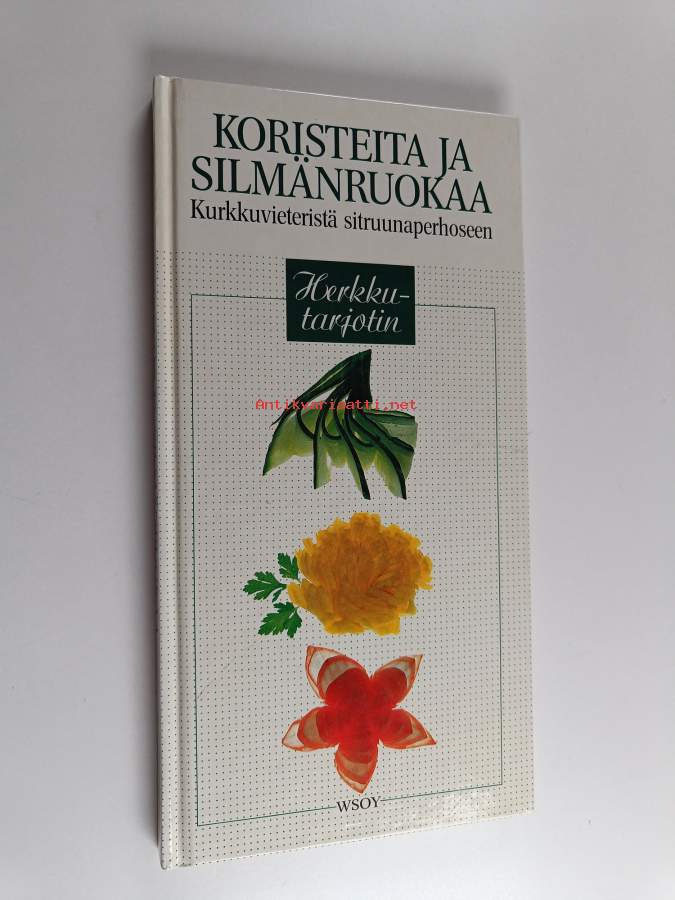 KORISTEITA JA
SILMÄNRUOKAA
Kurkkuvieteristä sitruunaperhoseen
Herkku-
tarjotin
Antikvariaatti.net
WSOY